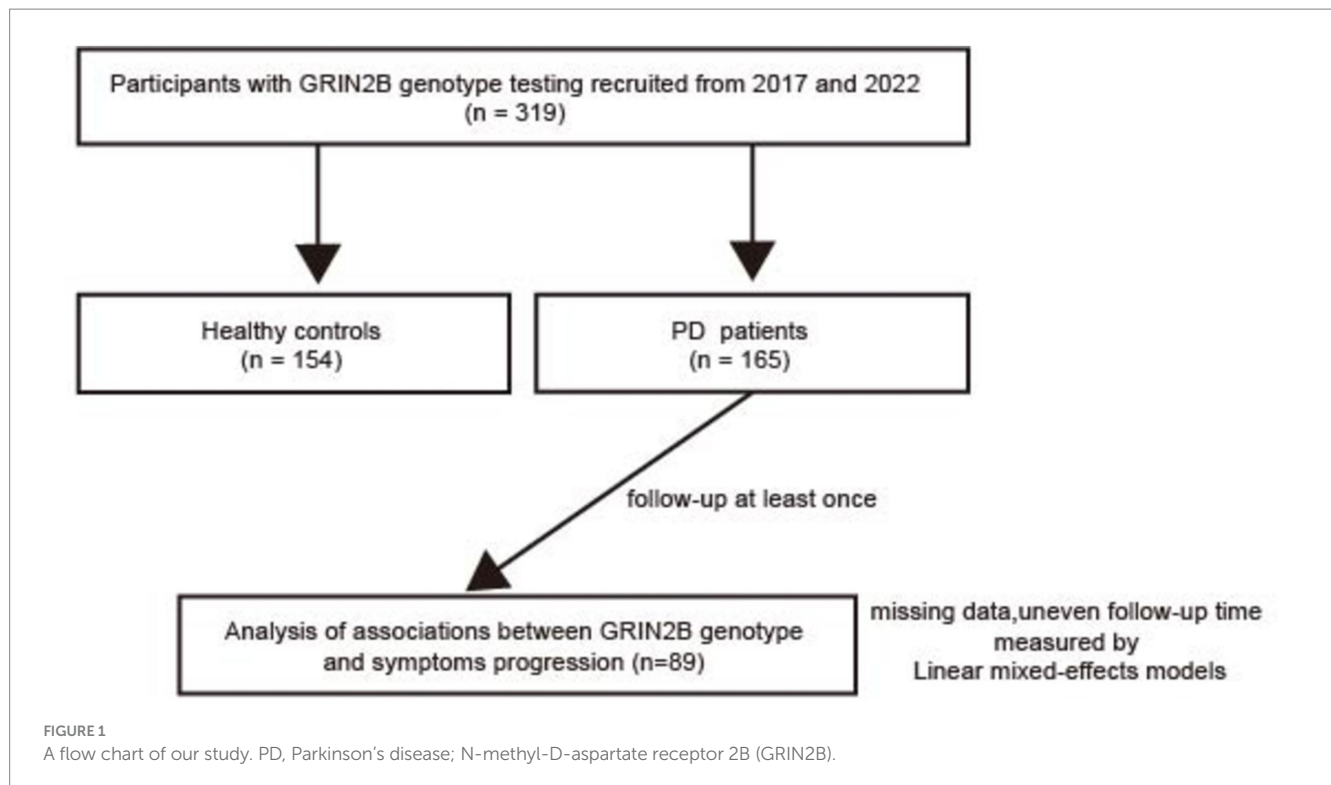 Participants with GRIN2B genotype testing recruited from 2017 and 2022
(n = 319)
Healthy controls
(n = 154)
PD patients
(n = 165)
follow-up at least once
Analysis of associations between GRIN2B genotype
and symptoms progression (n=89)
missing data,uneven follow-up time
measured by
Linear mixed-effects models
FIGURE 1
A flow chart of our study. PD, Parkinson's disease; N-methyl-D-aspartate receptor 2B (GRIN2B).